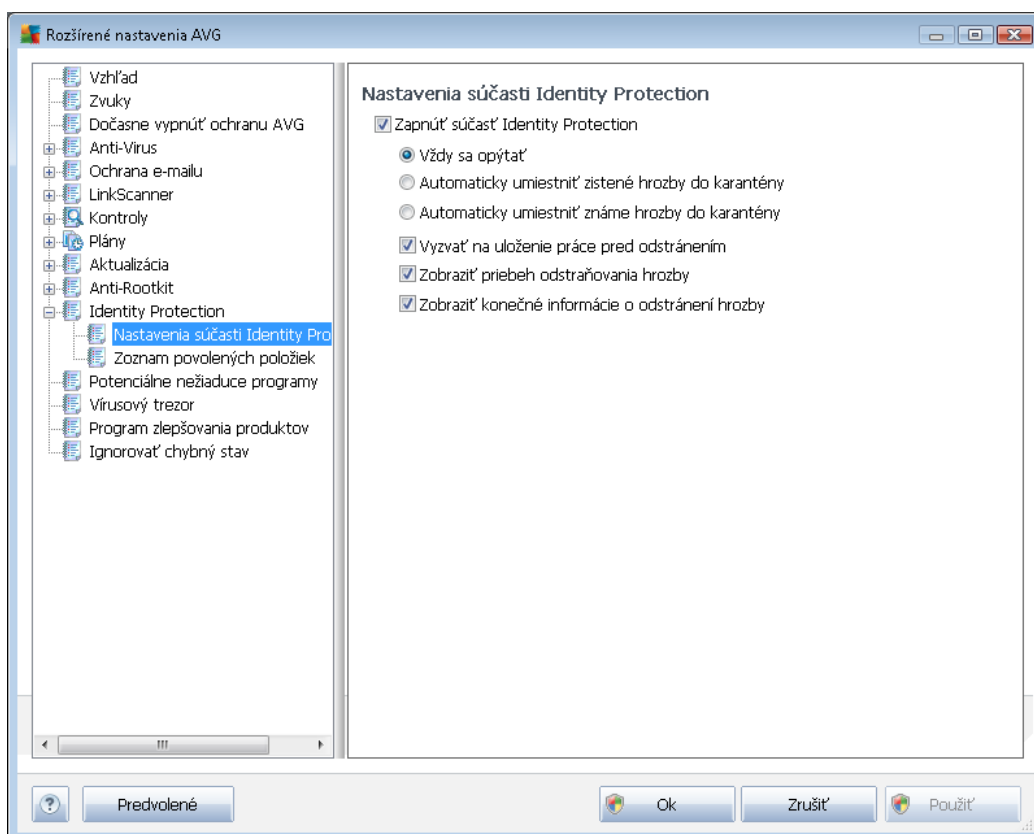 Rozšírené nastavenia AVG
Vzhľad
Zvuky
Dočasne vypnúť ochranu AVG
Anti-Virus
Ochrana e-mailu
LinkScanner
Kontroly
Plány
Aktualizácia
Anti-Rootkit
Identity Protection
Nastavenia súčasti Identity Pro
Zoznam povolených položiek
Potenciálne nežiaduce programy
Vírusový trezor
Program zlepšovania produktov
Ignorovať chybný stav
Nastavenia súčasti Identity Protection
Zapnúť súčasť Identity Protection
Vždy sa opýtať
Automaticky umiestniť zistené hrozby do karantény
Automaticky umiestniť známe hrozby do karantény
Vyzvať na uloženie práce pred odstránením
Zobraziť priebeh odstraňovania hrozby
Zobraziť konečné informácie o odstránení hrozby
? Predvolené Ok Zrušiť Použiť